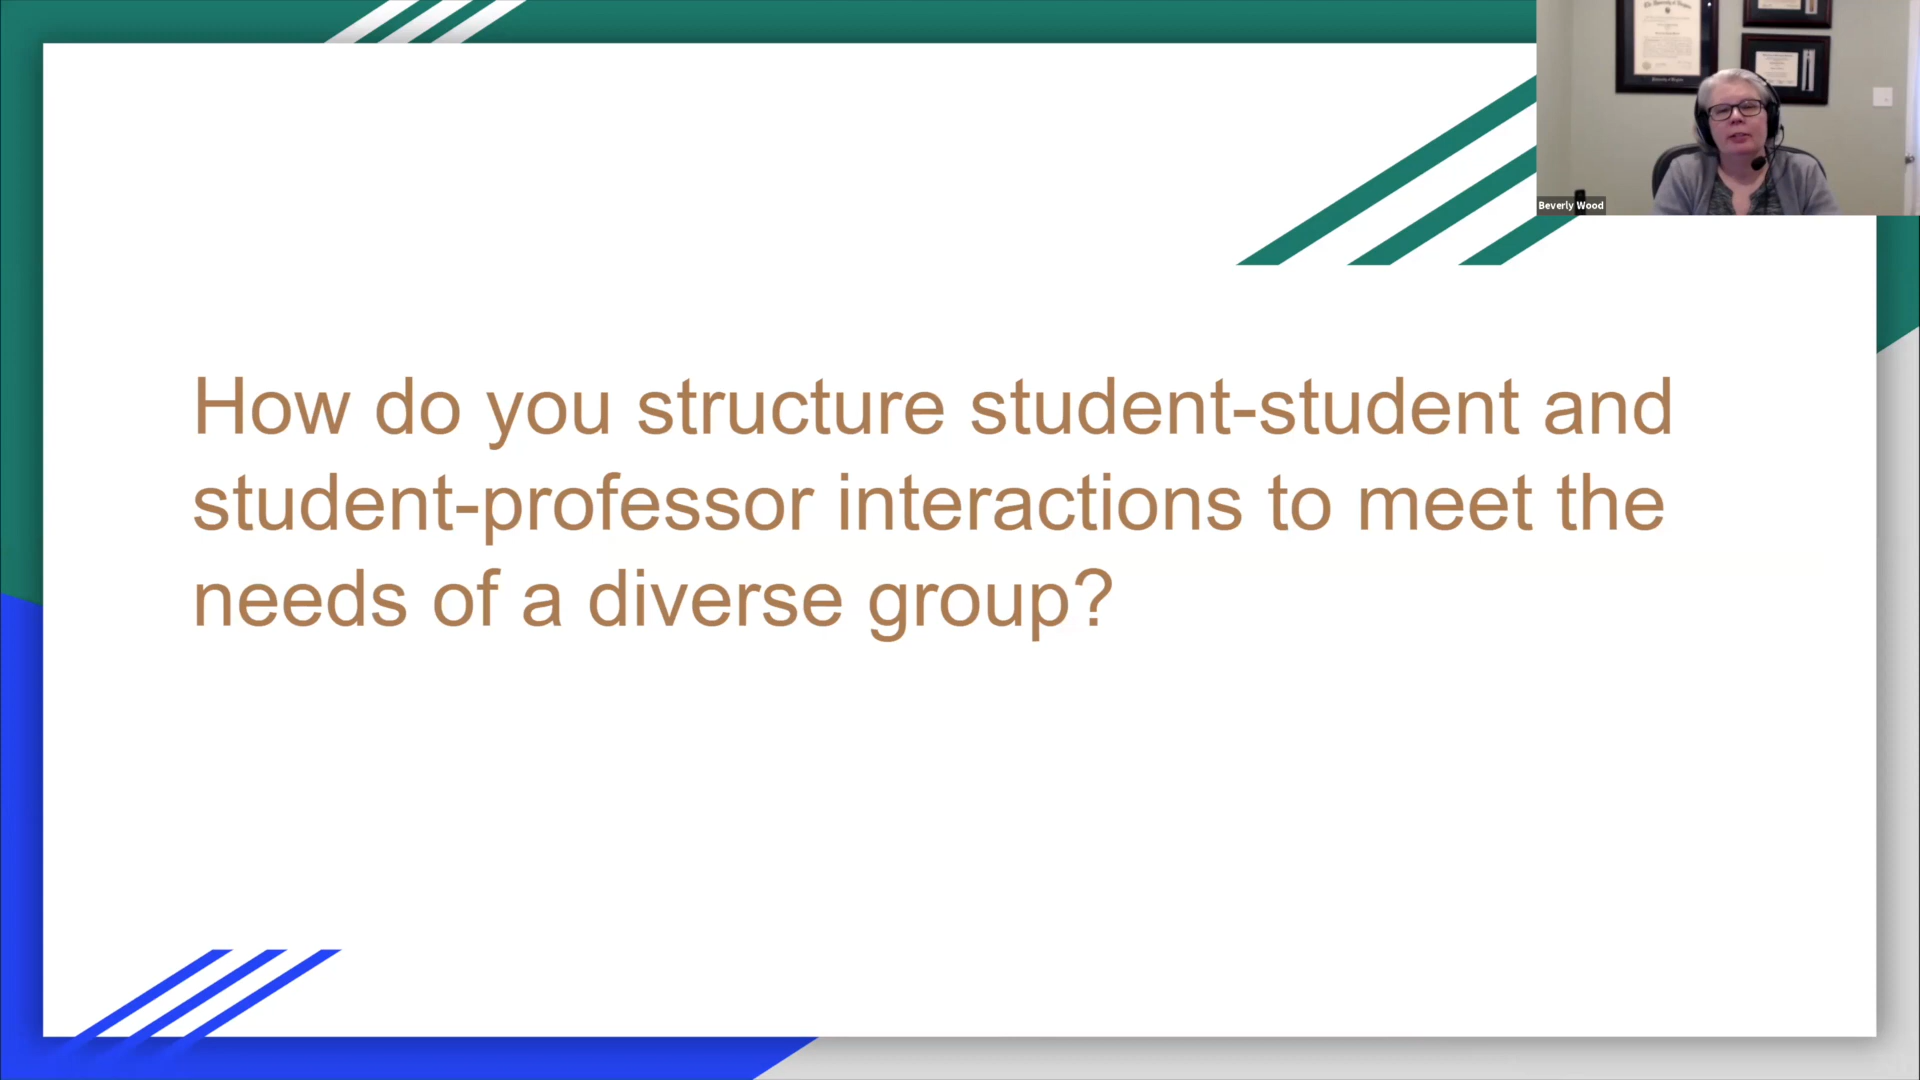 How do you structure student-student and
student-professor interactions to meet the
needs of a diverse group?
Beverly Wood